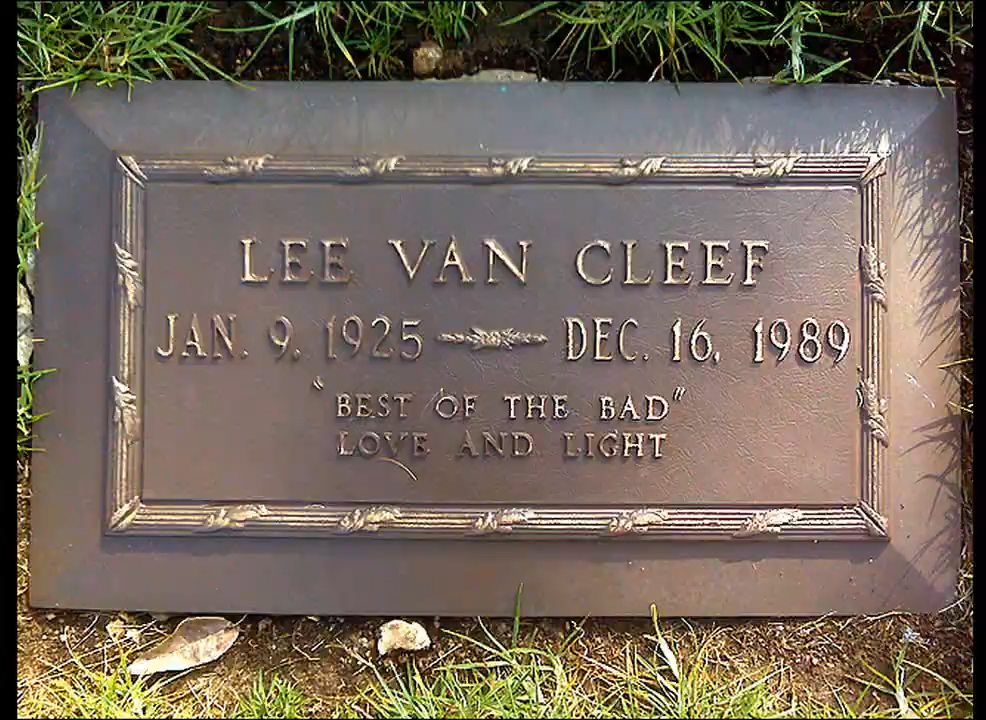 LEE VAN CLEEF
JAN. 9. 1925 DEC. 16, 1989
"BEST OF THE BAD"
LOVE AND LIGHT